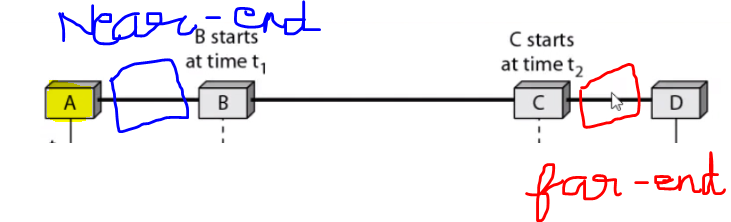 Near-end
B starts
at time t₁
C starts
at time t₂
A
B
C
D
far-end